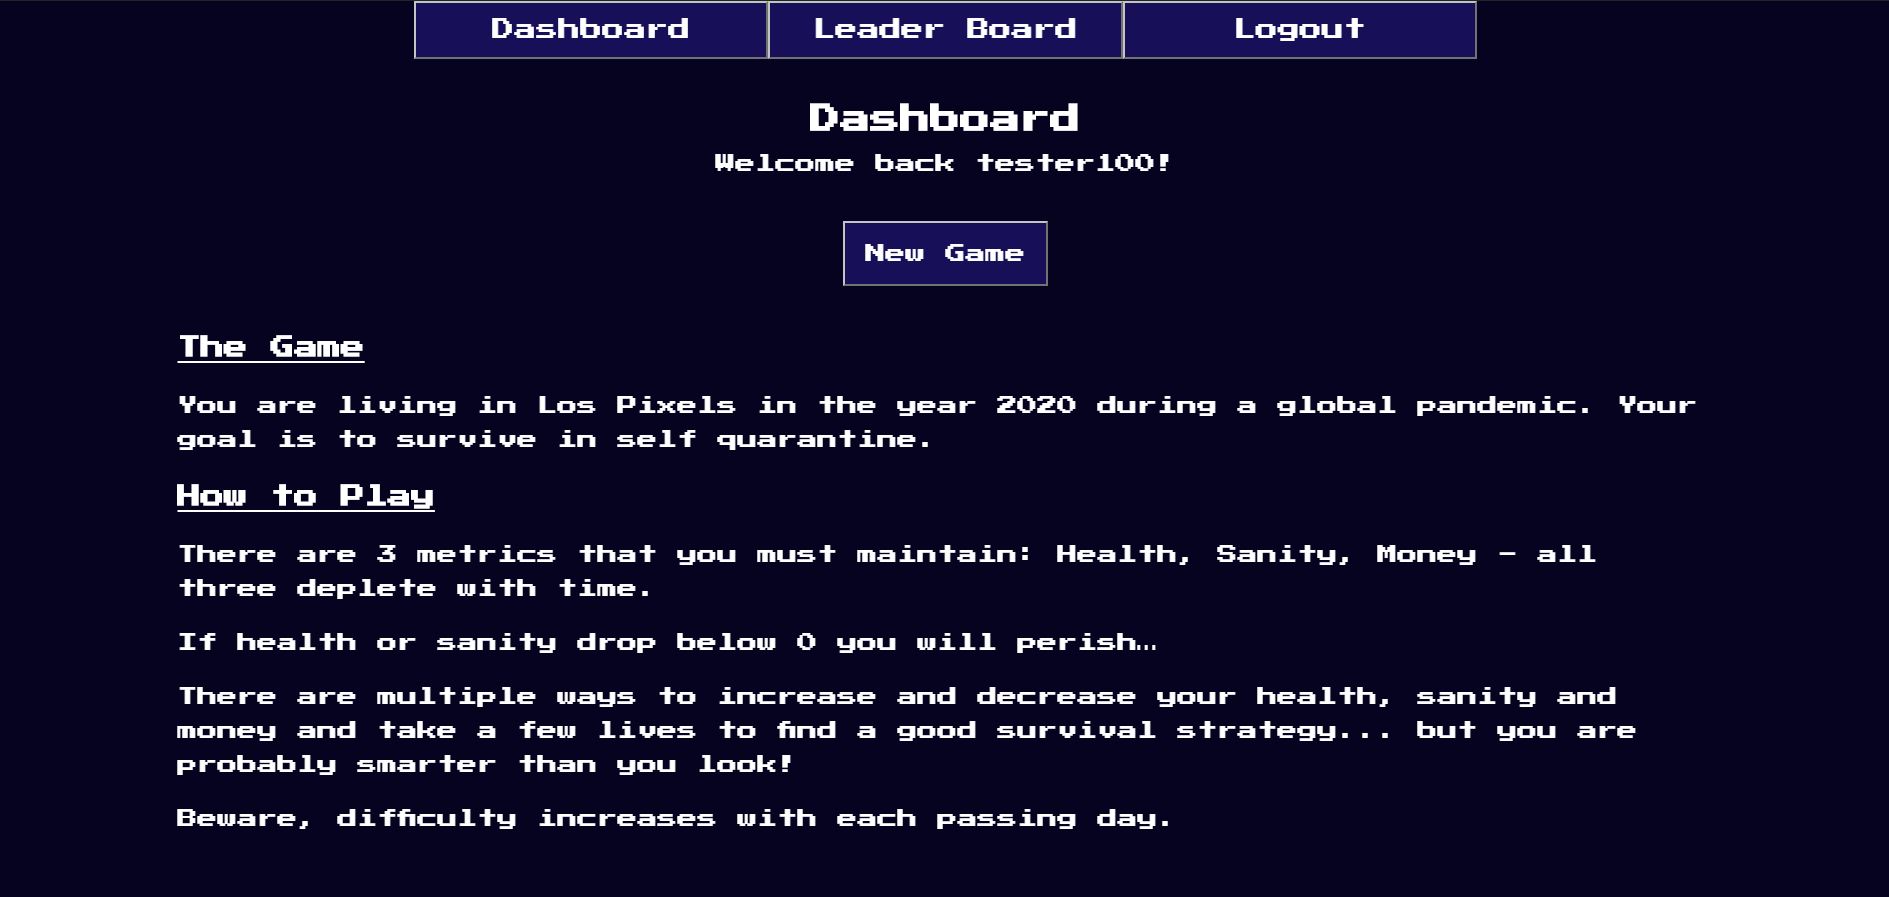 Dashboard Leader Board Logout
Dashboard
Welcome back tester100!
New Game
The Game
You are living in Los Pixels in the year 2020 during a global pandemic. Your
goal is to survive in self quarantine.
How to Play
There are 3 metrics that you must maintain: Health, Sanity, Money - all
three deplete with time.
If health or sanity drop below 0 you will perish…
There are multiple ways to increase and decrease your health, sanity and
money and take a few lives to find a good survival strategy... but you are
probably smarter than you look!
Beware, difficulty increases with each passing day.